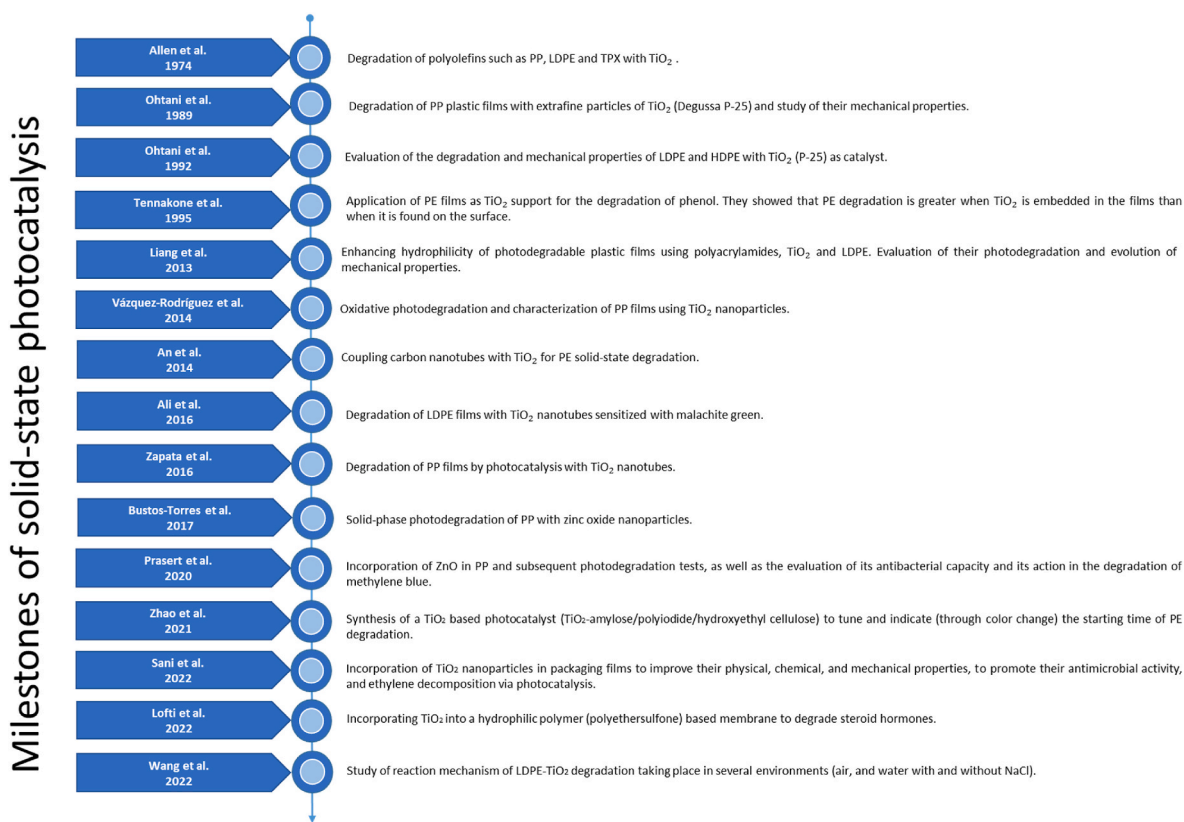 Milestones of solid-state photocatalysis
Allen et al.
1974
Degradation of polyolefins such as PP, LDPE and TPX with TiO₂ .
Ohtani et al.
1989
Degradation of PP plastic films with extrafine particles of TiO₂ (Degussa P-25) and study of their mechanical properties.
Ohtani et al.
1992
Evaluation of the degradation and mechanical properties of LDPE and HDPE with TiO₂ (P-25) as catalyst.
Tennakone et al.
1995
Application of PE films as TiO₂ support for the degradation of phenol. They showed that PE degradation is greater when TiO₂ is embedded in the films than
when it is found on the surface.
Liang et al.
2013
Enhancing hydrophilicity of photodegradable plastic films using polyacrylamides, TiO₂ and LDPE. Evaluation of their photodegradation and evolution of
mechanical properties.
Vázquez-Rodríguez et al.
2014
Oxidative photodegradation and characterization of PP films using TiO₂ nanoparticles.
An et al.
2014
Coupling carbon nanotubes with TiO₂ for PE solid-state degradation.
Ali et al.
2016
Degradation of LDPE films with TiO₂ nanotubes sensitized with malachite green.
Zapata et al.
2016
Degradation of PP films by photocatalysis with TiO₂ nanotubes.
Bustos-Torres et al.
2017
Solid-phase photodegradation of PP with zinc oxide nanoparticles.
Prasert et al.
2020
Incorporation of ZnO in PP and subsequent photodegradation tests, as well as the evaluation of its antibacterial capacity and its action in the degradation of
methylene blue.
Zhao et al.
2021
Synthesis of a TiO₂ based photocatalyst (TiO₂-amylose/polyiodide/hydroxyethyl cellulose) to tune and indicate (through color change) the starting time of PE
degradation.
Sani et al.
2022
Incorporation of TiO₂ nanoparticles in packaging films to improve their physical, chemical, and mechanical properties, to promote their antimicrobial activity,
and ethylene decomposition via photocatalysis.
Lofti et al.
2022
Incorporating TiO₂ into a hydrophilic polymer (polyethersulfone) based membrane to degrade steroid hormones.
Wang et al.
2022
Study of reaction mechanism of LDPE-TiO₂ degradation taking place in several environments (air, and water with and without NaCl).